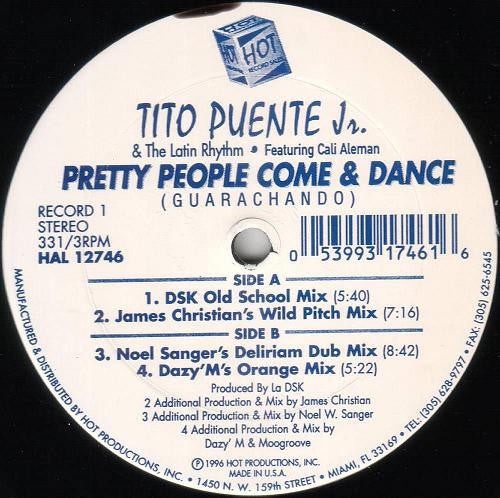 HOT
HOT
RECORD SALES
TITO PUENTE Jr.
& The Latin Rhythm • Featuring Cali Aleman
PRETTY PEOPLE COME & DANCE
(GUARACHANDO)
RECORD 1
STEREO
331/3RPM
HAL 12746
0 53993 17461 6
SIDE A
1. DSK Old School Mix (5:40)
2. James Christian's Wild Pitch Mix (7:16)
SIDE B
3. Noel Sanger's Deliriam Dub Mix (8:42)
4. Dazy'M's Orange Mix (5:22)
Produced By La DSK
2 Additional Production & Mix by James Christian
3 Additional Production & Mix by Noel W. Sanger
4 Additional Production & Mix by
Dazy' M & Moogroove
℗ 1996 HOT PRODUCTIONS, INC.
MADE IN U.S.A.
MANUFACTURED & DISTRIBUTED BY HOT PRODUCTIONS, INC. • 1450 N. W. 159th STREET • MIAMI, FL 33169 • TEL: (305) 628-9797 • FAX: (305) 625-6545